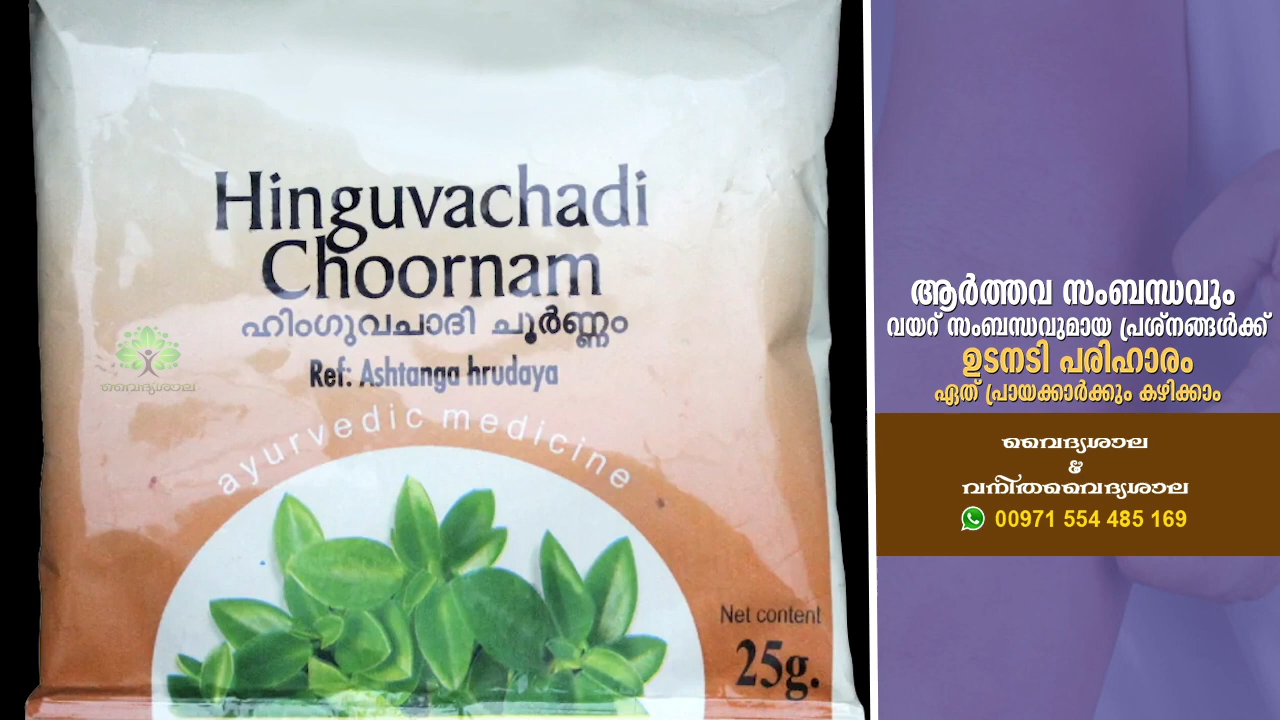 Hinguvachadi
Choornam
ഹിംഗുവചാദി ചൂർണ്ണം
Ref: Ashtanga hrudaya
ayurvedic medicine
വൈദ്യശാല
Net content
25g.
ആർത്തവ സംബന്ധവും
വയറ് സംബന്ധവുമായ പ്രശ്നങ്ങൾക്ക്
ഉടനടി പരിഹാരം
ഏത് പ്രായക്കാർക്കും കഴിക്കാം
വൈദ്യശാല
&
വനിതവൈദ്യശാല
00971 554 485 169